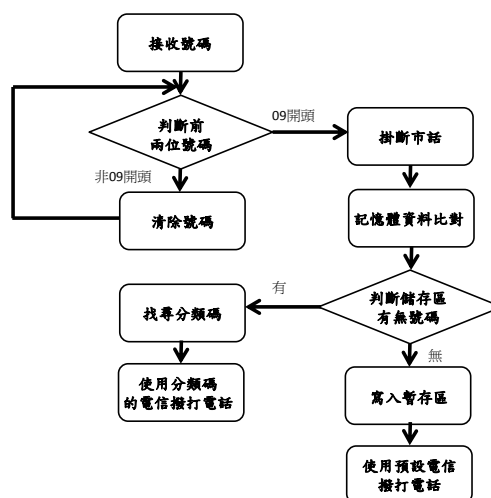 接收號碼
判斷前
兩位號碼
09開頭
掛斷市話
非09開頭
清除號碼
記憶體資料比對
判斷儲存區
有無號碼
有
找尋分類碼
無
使用分類碼
的電信撥打電話
寫入暫存區
使用預設電信
撥打電話